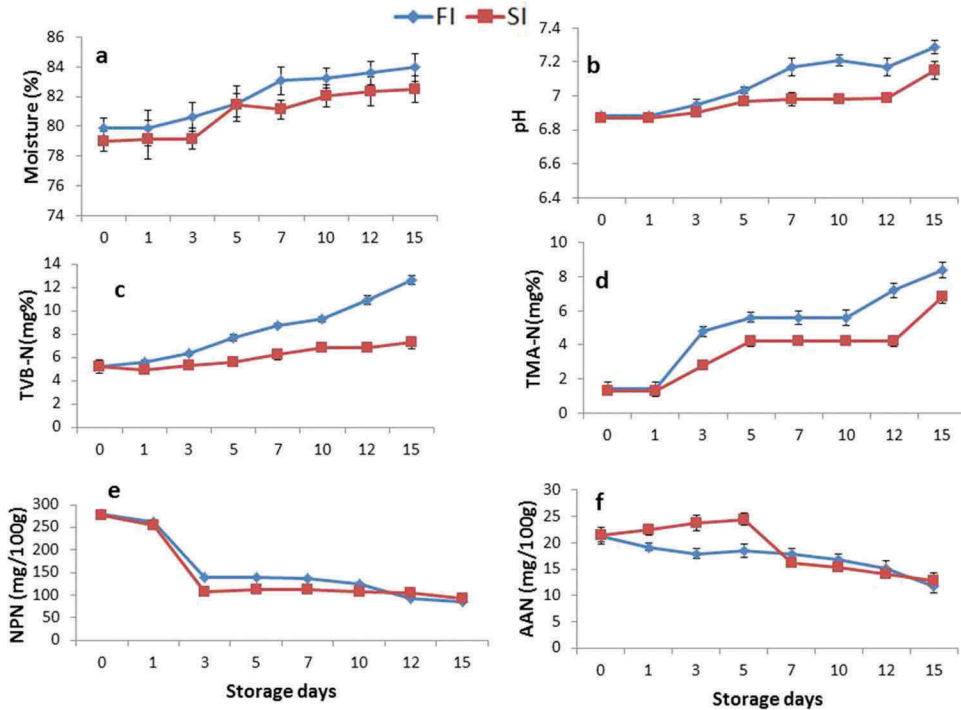 FI SI
a
Moisture (%)
86
84
82
80
78
76
74
0 1 3 5 7 10 12 15
b
pH
7.4
7.2
7
6.8
6.6
6.4
0 1 3 5 7 10 12 15
c
TVB-N(mg%)
14
12
10
8
6
4
2
0
0 1 3 5 7 10 12 15
d
TMA-N(mg%)
10
8
6
4
2
0
0 1 3 5 7 10 12 15
e
NPN (mg/100g)
300
250
200
150
100
50
0
0 1 3 5 7 10 12 15
Storage days
f
AAN (mg/100g)
30
25
20
15
10
5
0
0 1 3 5 7 10 12 15
Storage days